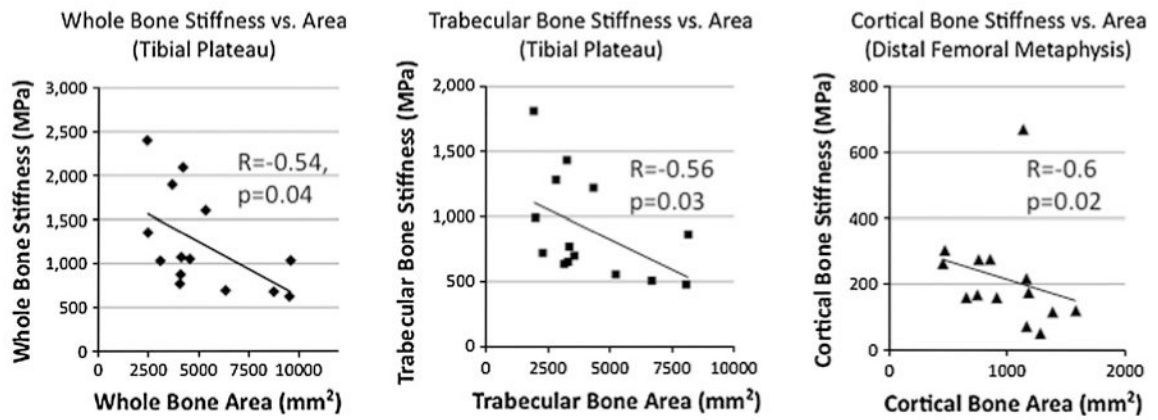 Whole Bone Stiffness vs. Area
(Tibial Plateau)
Whole Bone Stiffness (MPa)
3,000
2,500
2,000
1,500
1,000
500
0
R=-0.54,
p=0.04
0 2500 5000 7500 10000
Whole Bone Area (mm²)
Trabecular Bone Stiffness vs. Area
(Tibial Plateau)
Trabecular Bone Stiffness (MPa)
2,000
1,500
1,000
500
0
R=-0.56
p=0.03
0 2500 5000 7500 10000
Trabecular Bone Area (mm²)
Cortical Bone Stiffness vs. Area
(Distal Femoral Metaphysis)
Cortical Bone Stiffness (MPa)
800
600
400
200
0
R=-0.6
p=0.02
0 1000 2000
Cortical Bone Area (mm²)